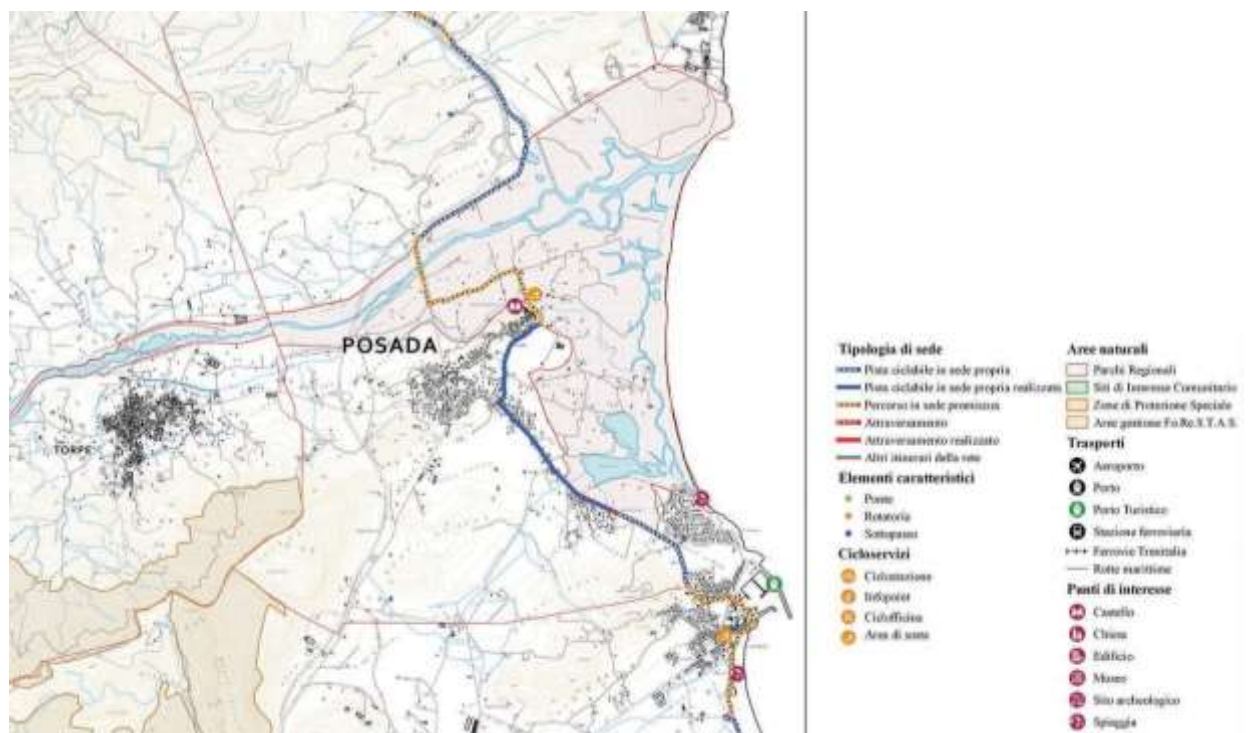 POSADA
TORPE
Tipologia di sede
Pista ciclabile in sede propria
Pista ciclabile in sede propria realizzata
Percorso in sede promiscua
Attraversamento
Attraversamento realizzato
Altri itinerari della rete
Elementi caratteristici
Ponte
Rotatoria
Sottopasso
Cicloservizi
Ciclostazione
Infopoint
Ciclofficina
Area di sosta
Aree naturali
Parchi Regionali
Siti di Interesse Comunitario
Zone di Protezione Speciale
Aree gestione Fo.Re.S.T.A.S.
Trasporti
Aeroporto
Porto
Porto Turistico
Stazione ferroviaria
Ferrovie Trenitalia
Rotte marittime
Punti di interesse
Castello
Chiesa
Edificio
Museo
Sito archeologico
Spiaggia